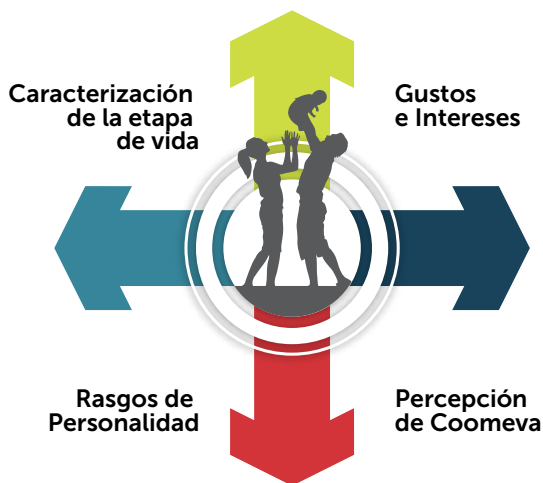 Caracterización
de la etapa
de vida
Gustos
e Intereses
Rasgos de
Personalidad
Percepción
de Coomeva